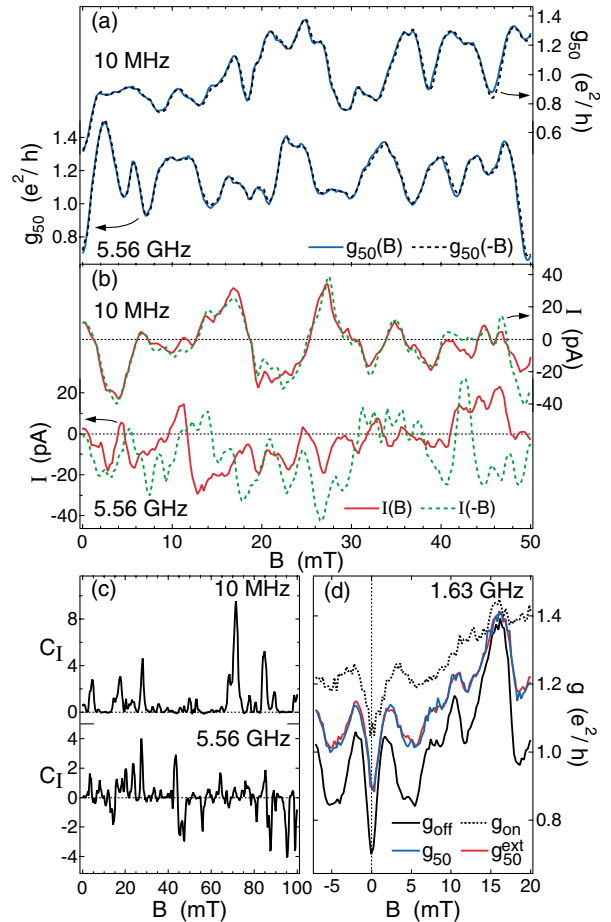 (a)
10 MHz
1.4
1.2
1.0
0.8
0.6
g50 (e²/h)
1.4
1.2
1.0
0.8
g50 (e²/h)
5.56 GHz
g50(B)
g50(-B)
(b)
10 MHz
40
20
0
-20
-40
I (pA)
20
0
-20
-40
I (pA)
5.56 GHz
I(B)
I(-B)
0 10 20 30 40 50
B (mT)
(c) 10 MHz
8
4
0
CI
5.56 GHz
4
2
0
-2
-4
CI
0 20 40 60 80 100
B (mT)
(d) 1.63 GHz
1.4
1.2
1.0
0.8
g (e²/h)
goff gon
g50 g50ext
-5 0 5 10 15 20
B (mT)